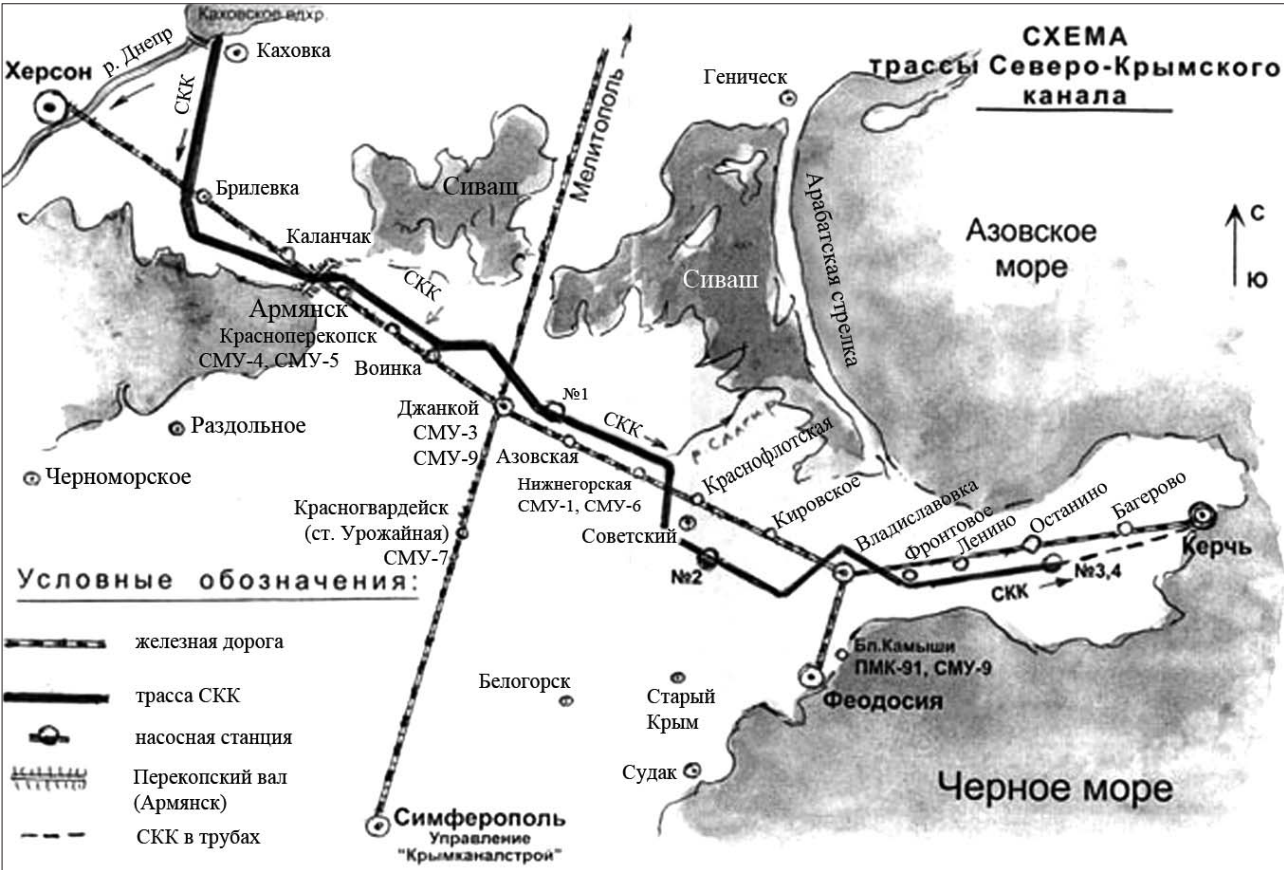 СХЕМА
трассы Северо-Крымского
канала
Каховское вдхр.
р. Днепр
Каховка
Херсон
СКК
Мелитополь
Геническ
Брилевка
Сиваш
Каланчак
СКК
Сиваш
Арабатская стрелка
Азовское
море
С
Ю
Армянск
Красноперекопск
СМУ-4, СМУ-5
Воинка
Раздольное
Черноморское
Джанкой
СМУ-3
СМУ-9
№1
СКК
р Салгир
Азовская
Нижнегорская
СМУ-1, СМУ-6
Краснофлотская
Кировское
Владиславовка
Фронтовое
Ленино
Останино
Багерово
Керчь
Красногвардейск
(ст. Урожайная)
СМУ-7
Советский
№2
№3,4
СКК
Бл.Камыши
ПМК-91, СМУ-9
Феодосия
Белогорск
Старый
Крым
Судак
Черное море
Симферополь
Управление
"Крымканалстрой"
Условные обозначения:
железная дорога
трасса СКК
насосная станция
Перекопский вал
(Армянск)
СКК в трубах